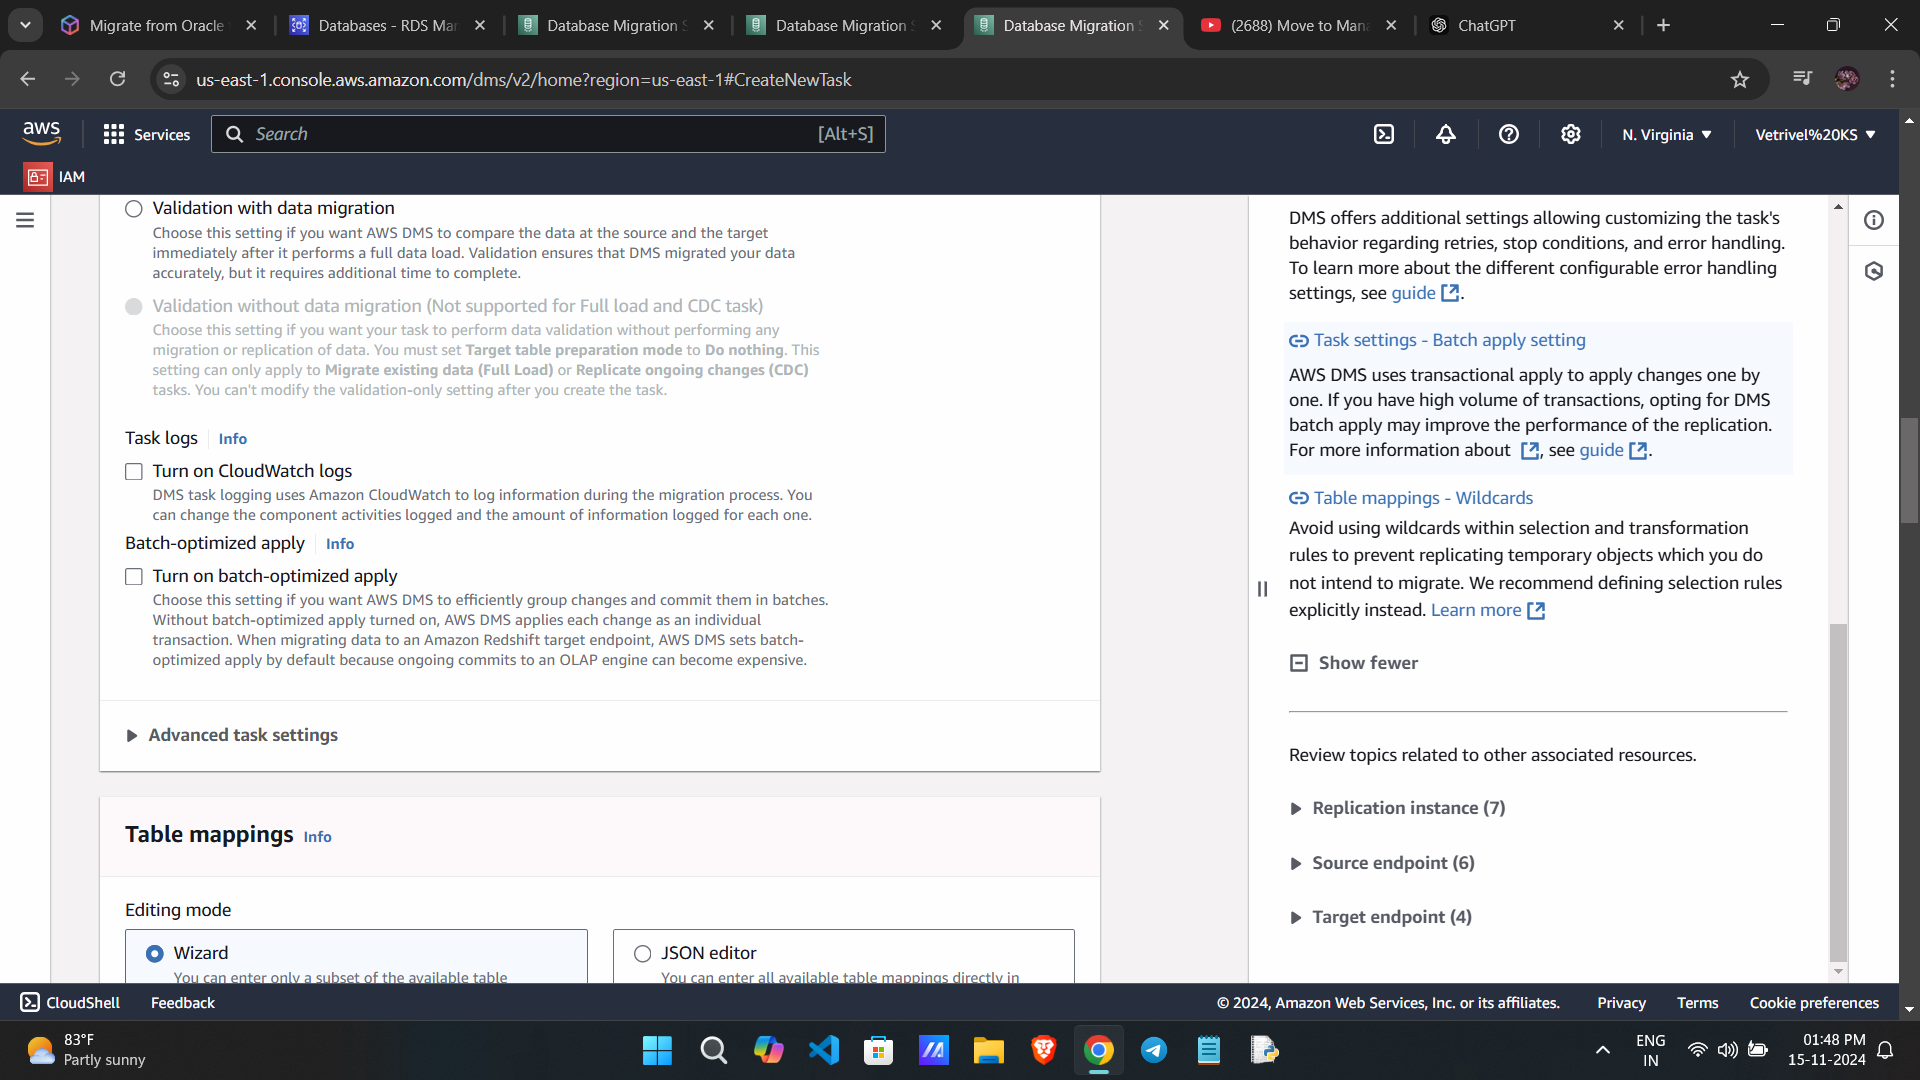 Migrate from Oracle
Databases - RDS Man
Database Migration S
Database Migration S
Database Migration S
(2688) Move to Mana
ChatGPT
us-east-1.console.aws.amazon.com/dms/v2/home?region=us-east-1#CreateNewTask
aws
Services
Search
[Alt+S]
N. Virginia
Vetrivel%20KS
IAM
Validation with data migration
Choose this setting if you want AWS DMS to compare the data at the source and the target
immediately after it performs a full data load. Validation ensures that DMS migrated your data
accurately, but it requires additional time to complete.
Validation without data migration (Not supported for Full load and CDC task)
Choose this setting if you want your task to perform data validation without performing any
migration or replication of data. You must set Target table preparation mode to Do nothing. This
setting can only apply to Migrate existing data (Full Load) or Replicate ongoing changes (CDC)
tasks. You can't modify the validation-only setting after you create the task.
Task logs
Info
Turn on CloudWatch logs
DMS task logging uses Amazon CloudWatch to log information during the migration process. You
can change the component activities logged and the amount of information logged for each one.
Batch-optimized apply
Info
Turn on batch-optimized apply
Choose this setting if you want AWS DMS to efficiently group changes and commit them in batches.
Without batch-optimized apply turned on, AWS DMS applies each change as an individual
transaction. When migrating data to an Amazon Redshift target endpoint, AWS DMS sets batch-
optimized apply by default because ongoing commits to an OLAP engine can become expensive.
Advanced task settings
Table mappings
Info
Editing mode
Wizard
You can enter only a subset of the available table
JSON editor
You can enter all available table mappings directly in
DMS offers additional settings allowing customizing the task's
behavior regarding retries, stop conditions, and error handling.
To learn more about the different configurable error handling
settings, see guide.
Task settings - Batch apply setting
AWS DMS uses transactional apply to apply changes one by
one. If you have high volume of transactions, opting for DMS
batch apply may improve the performance of the replication.
For more information about , see guide.
Table mappings - Wildcards
Avoid using wildcards within selection and transformation
rules to prevent replicating temporary objects which you do
not intend to migrate. We recommend defining selection rules
explicitly instead. Learn more
Show fewer
Review topics related to other associated resources.
Replication instance (7)
Source endpoint (6)
Target endpoint (4)
CloudShell
Feedback
© 2024, Amazon Web Services, Inc. or its affiliates.
Privacy
Terms
Cookie preferences
83°F
Partly sunny
ENG
IN
01:48 PM
15-11-2024